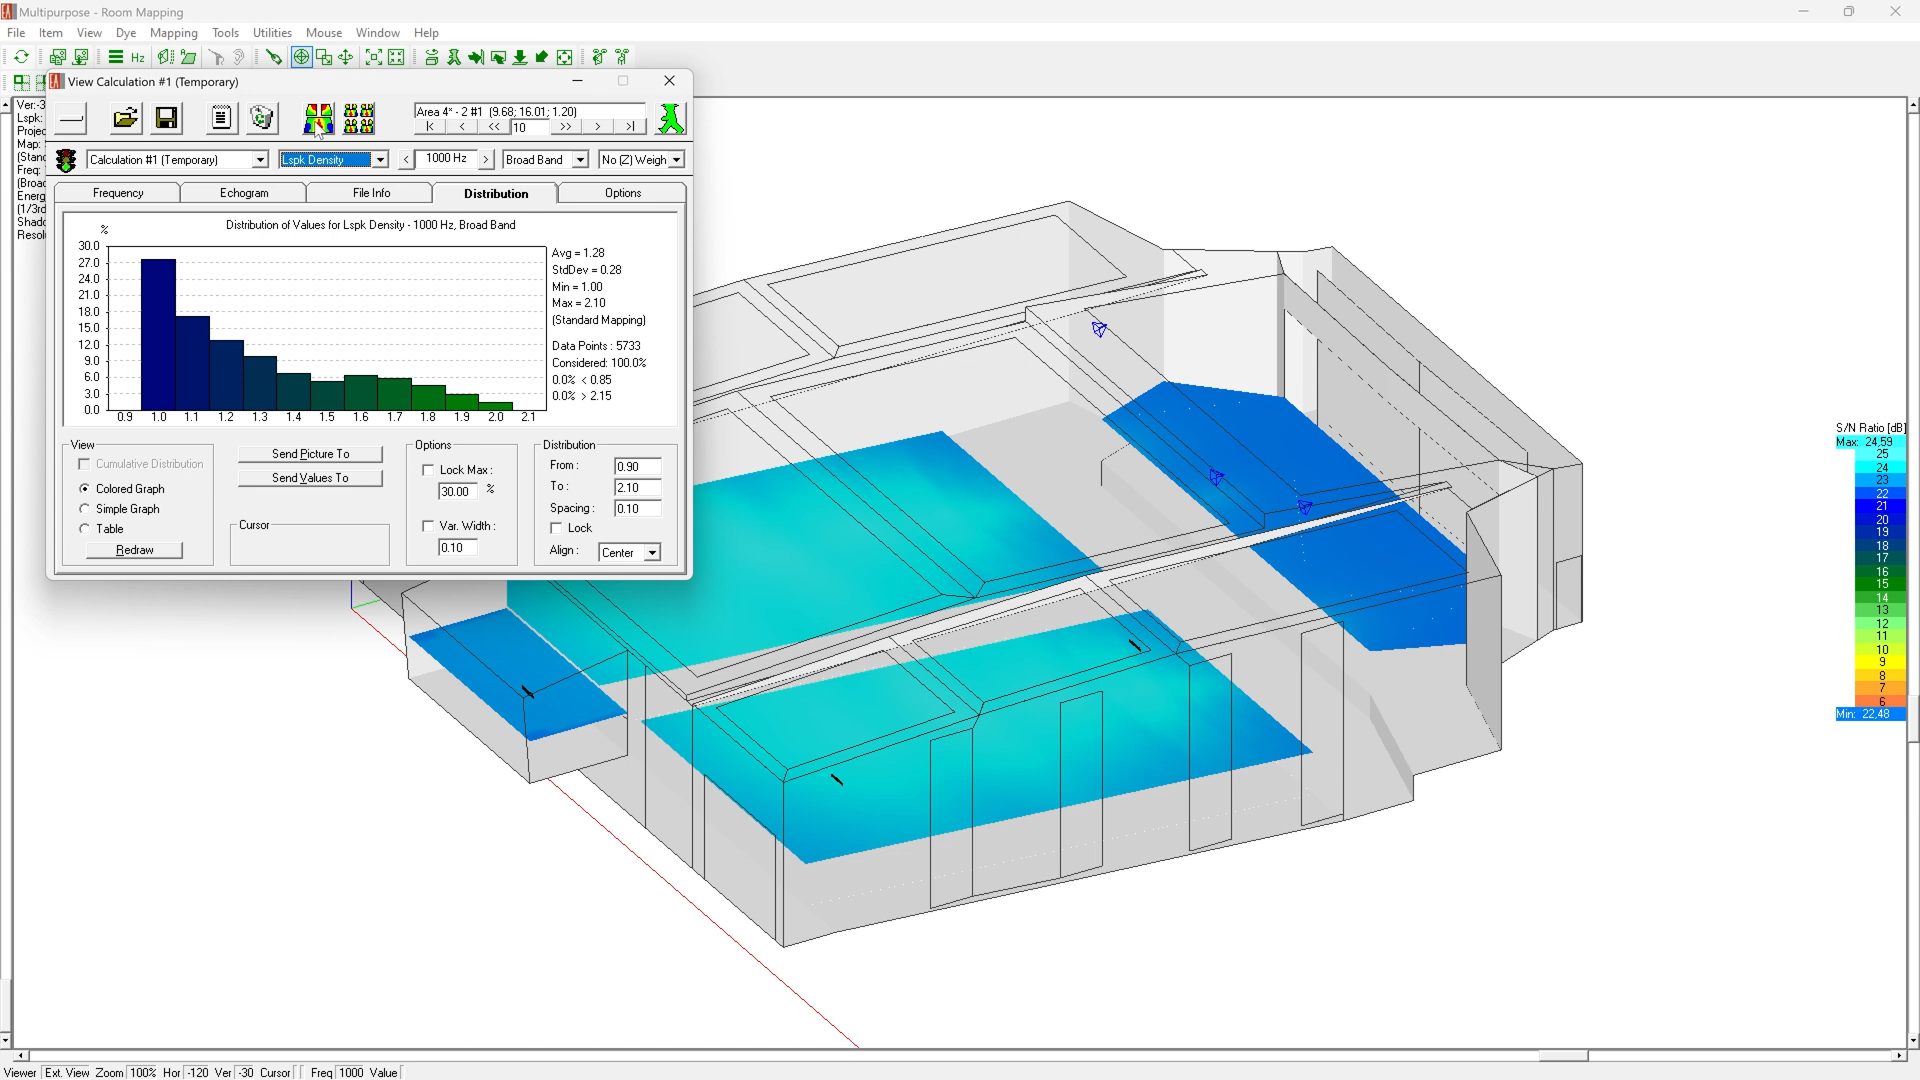 Multipurpose - Room Mapping
File Item View Dye Mapping Tools Utilities Mouse Window Help
Hz
View Calculation #1 (Temporary)
Area 4* - 2 #1 (9.68; 16.01; 1.20)
10
Calculation #1 (Temporary) Lspk Density 1000 Hz Broad Band No (Z) Weigh
Frequency Echogram File Info Distribution Options
Distribution of Values for Lspk Density - 1000 Hz, Broad Band
%
30.0
27.0
24.0
21.0
18.0
15.0
12.0
9.0
6.0
3.0
0.0
0.9 1.0 1.1 1.2 1.3 1.4 1.5 1.6 1.7 1.8 1.9 2.0 2.1
Avg = 1.28
StdDev = 0.28
Min = 1.00
Max = 2.10
(Standard Mapping)
Data Points : 5733
Considered: 100.0%
0.0% < 0.85
0.0% > 2.15
View
Cumulative Distribution
Colored Graph
Simple Graph
Table
Redraw
Send Picture To
Send Values To
Cursor
Options
Lock Max :
30.00 %
Var. Width :
0.10
Distribution
From : 0.90
To : 2.10
Spacing : 0.10
Lock
Align : Center
Ver:-3
Lspk:
Projec
Map:
(Stand
Freq:
(Broad
Energ
(1/3rd
Shado
Resol
S/N Ratio [dB]
Max: 24,59
25
24
23
22
21
20
19
18
17
16
15
14
13
12
11
10
9
8
7
6
Min: 22,48
Viewer Ext. View Zoom 100% Hor -120 Ver -30 Cursor Freq 1000 Value